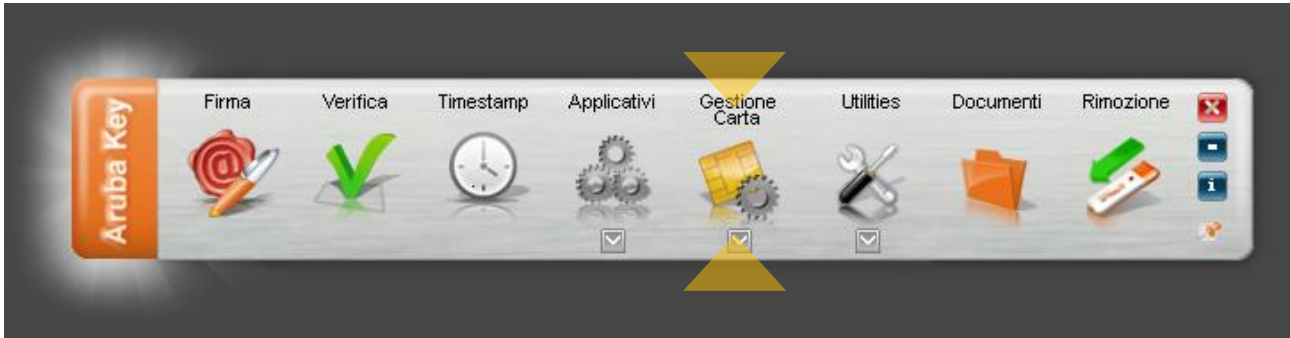 Aruba Key
Firma
Verifica
Timestamp
Applicativi
Gestione
Carta
Utilities
Documenti
Rimozione